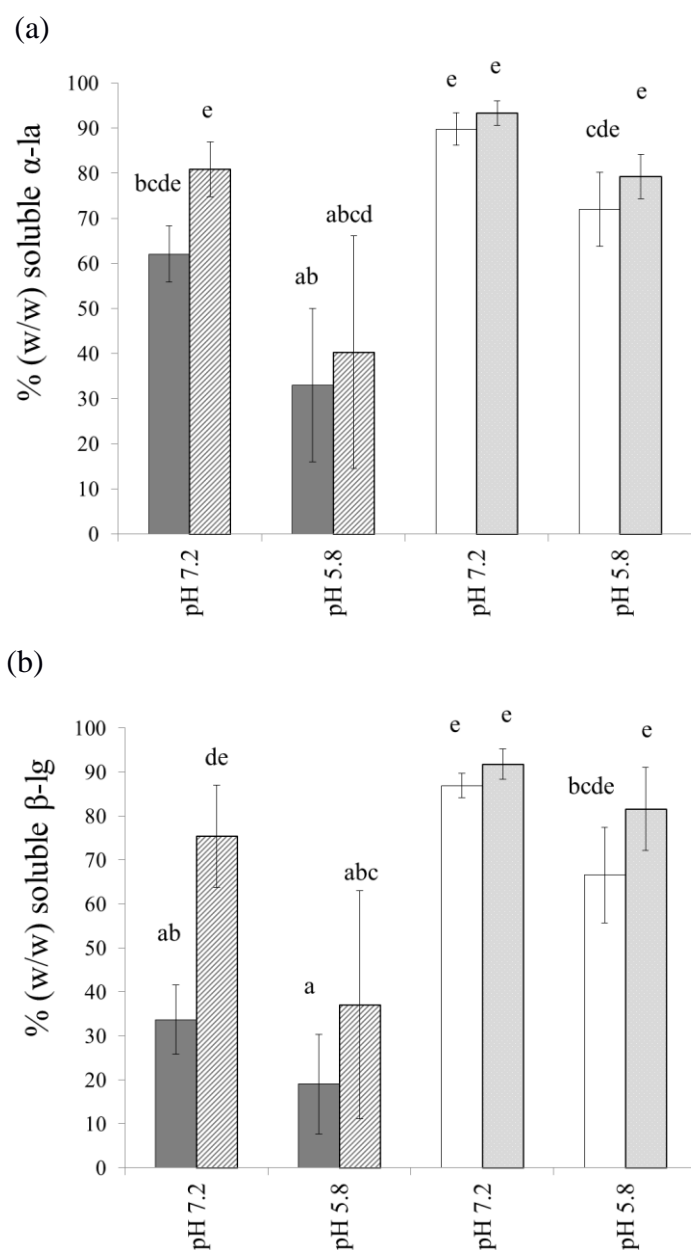 (a)
% (w/w) soluble α-la
100
90
80
70
60
50
40
30
20
10
0
bcde
e
ab
abcd
e
e
cde
e
pH 7.2
pH 5.8
pH 7.2
pH 5.8
(b)
% (w/w) soluble β-lg
100
90
80
70
60
50
40
30
20
10
0
ab
de
a
abc
e
e
bcde
e
pH 7.2
pH 5.8
pH 7.2
pH 5.8